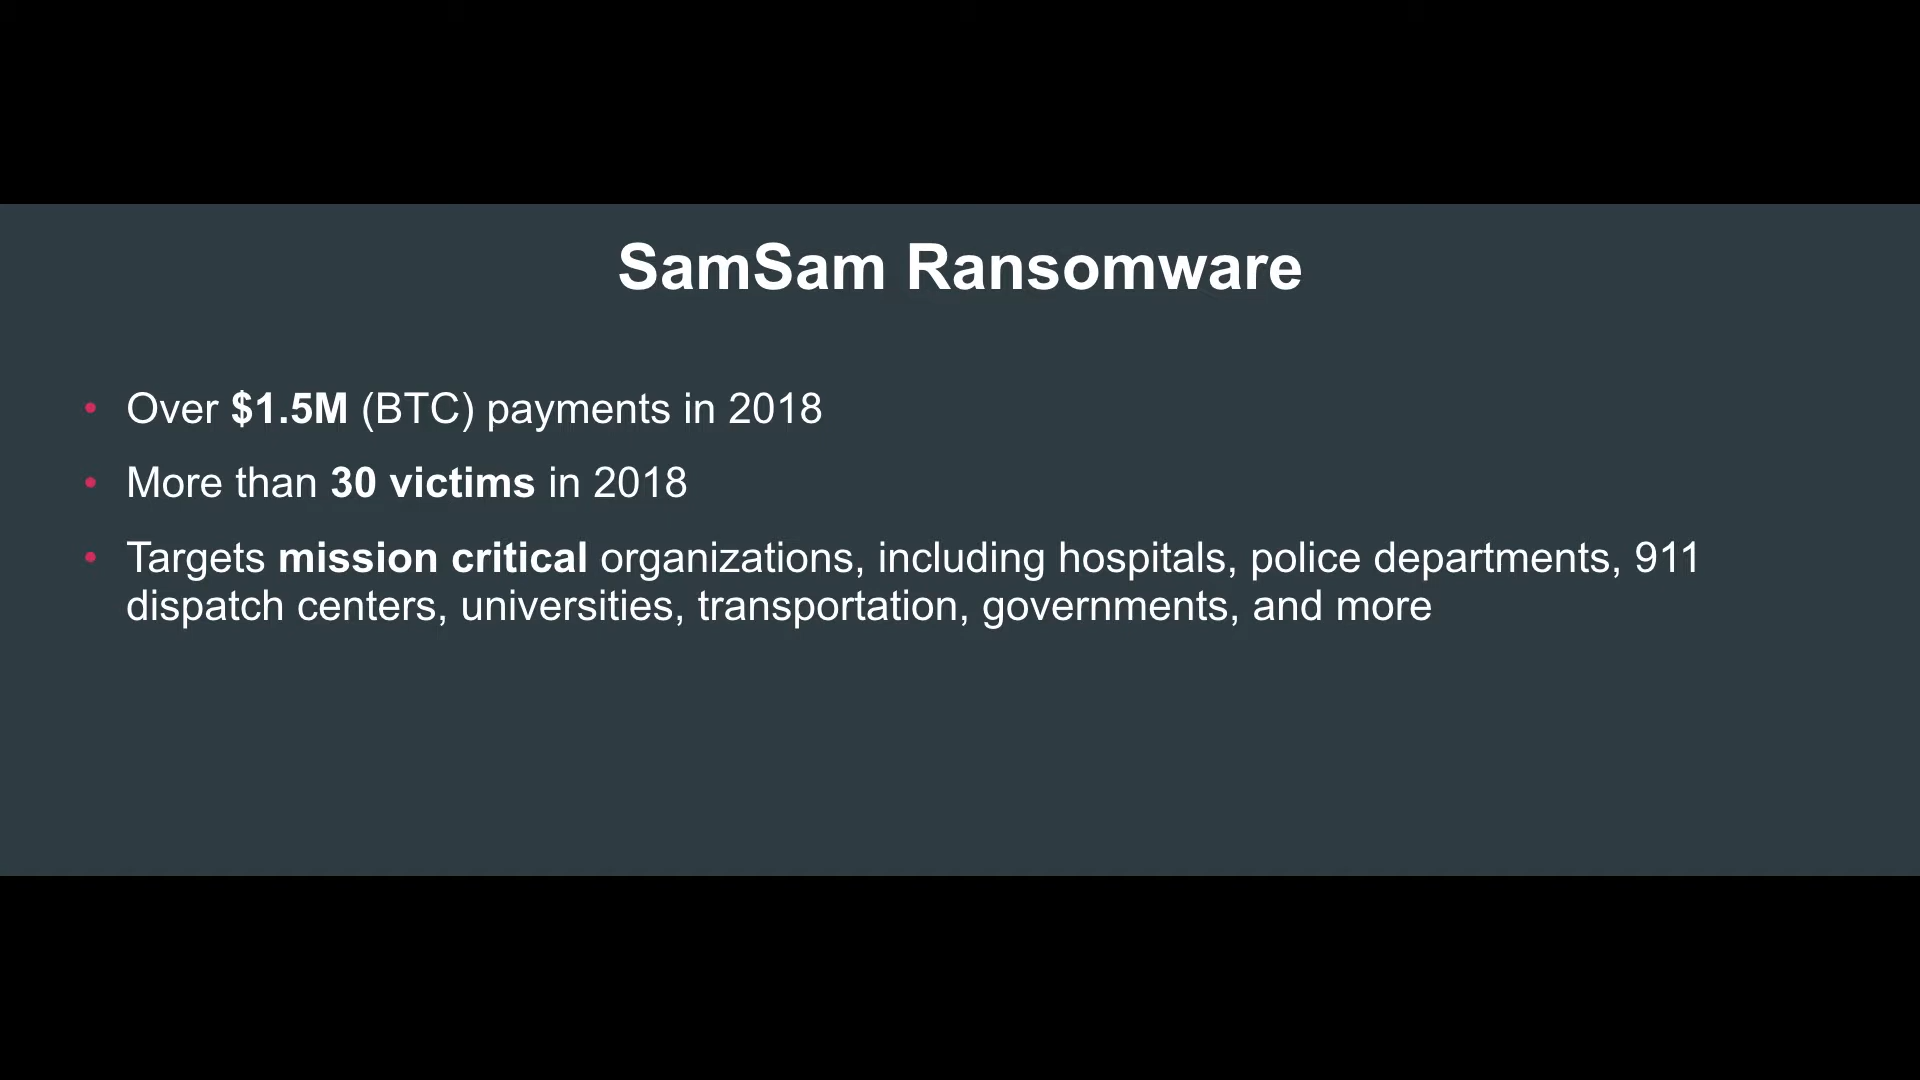 SamSam Ransomware
• Over $1.5M (BTC) payments in 2018
• More than 30 victims in 2018
• Targets mission critical organizations, including hospitals, police departments, 911
dispatch centers, universities, transportation, governments, and more